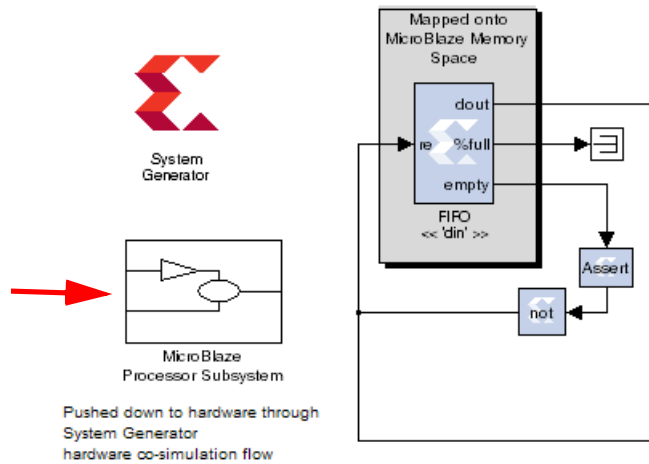 System
Generator
MicroBlaze
Processor Subsystem
Pushed down to hardware through
System Generator
hardware co-simulation flow
Mapped onto
MicroBlaze Memory
Space
dout
re %full
empty
FIFO
<< 'din' >>
Assert
not